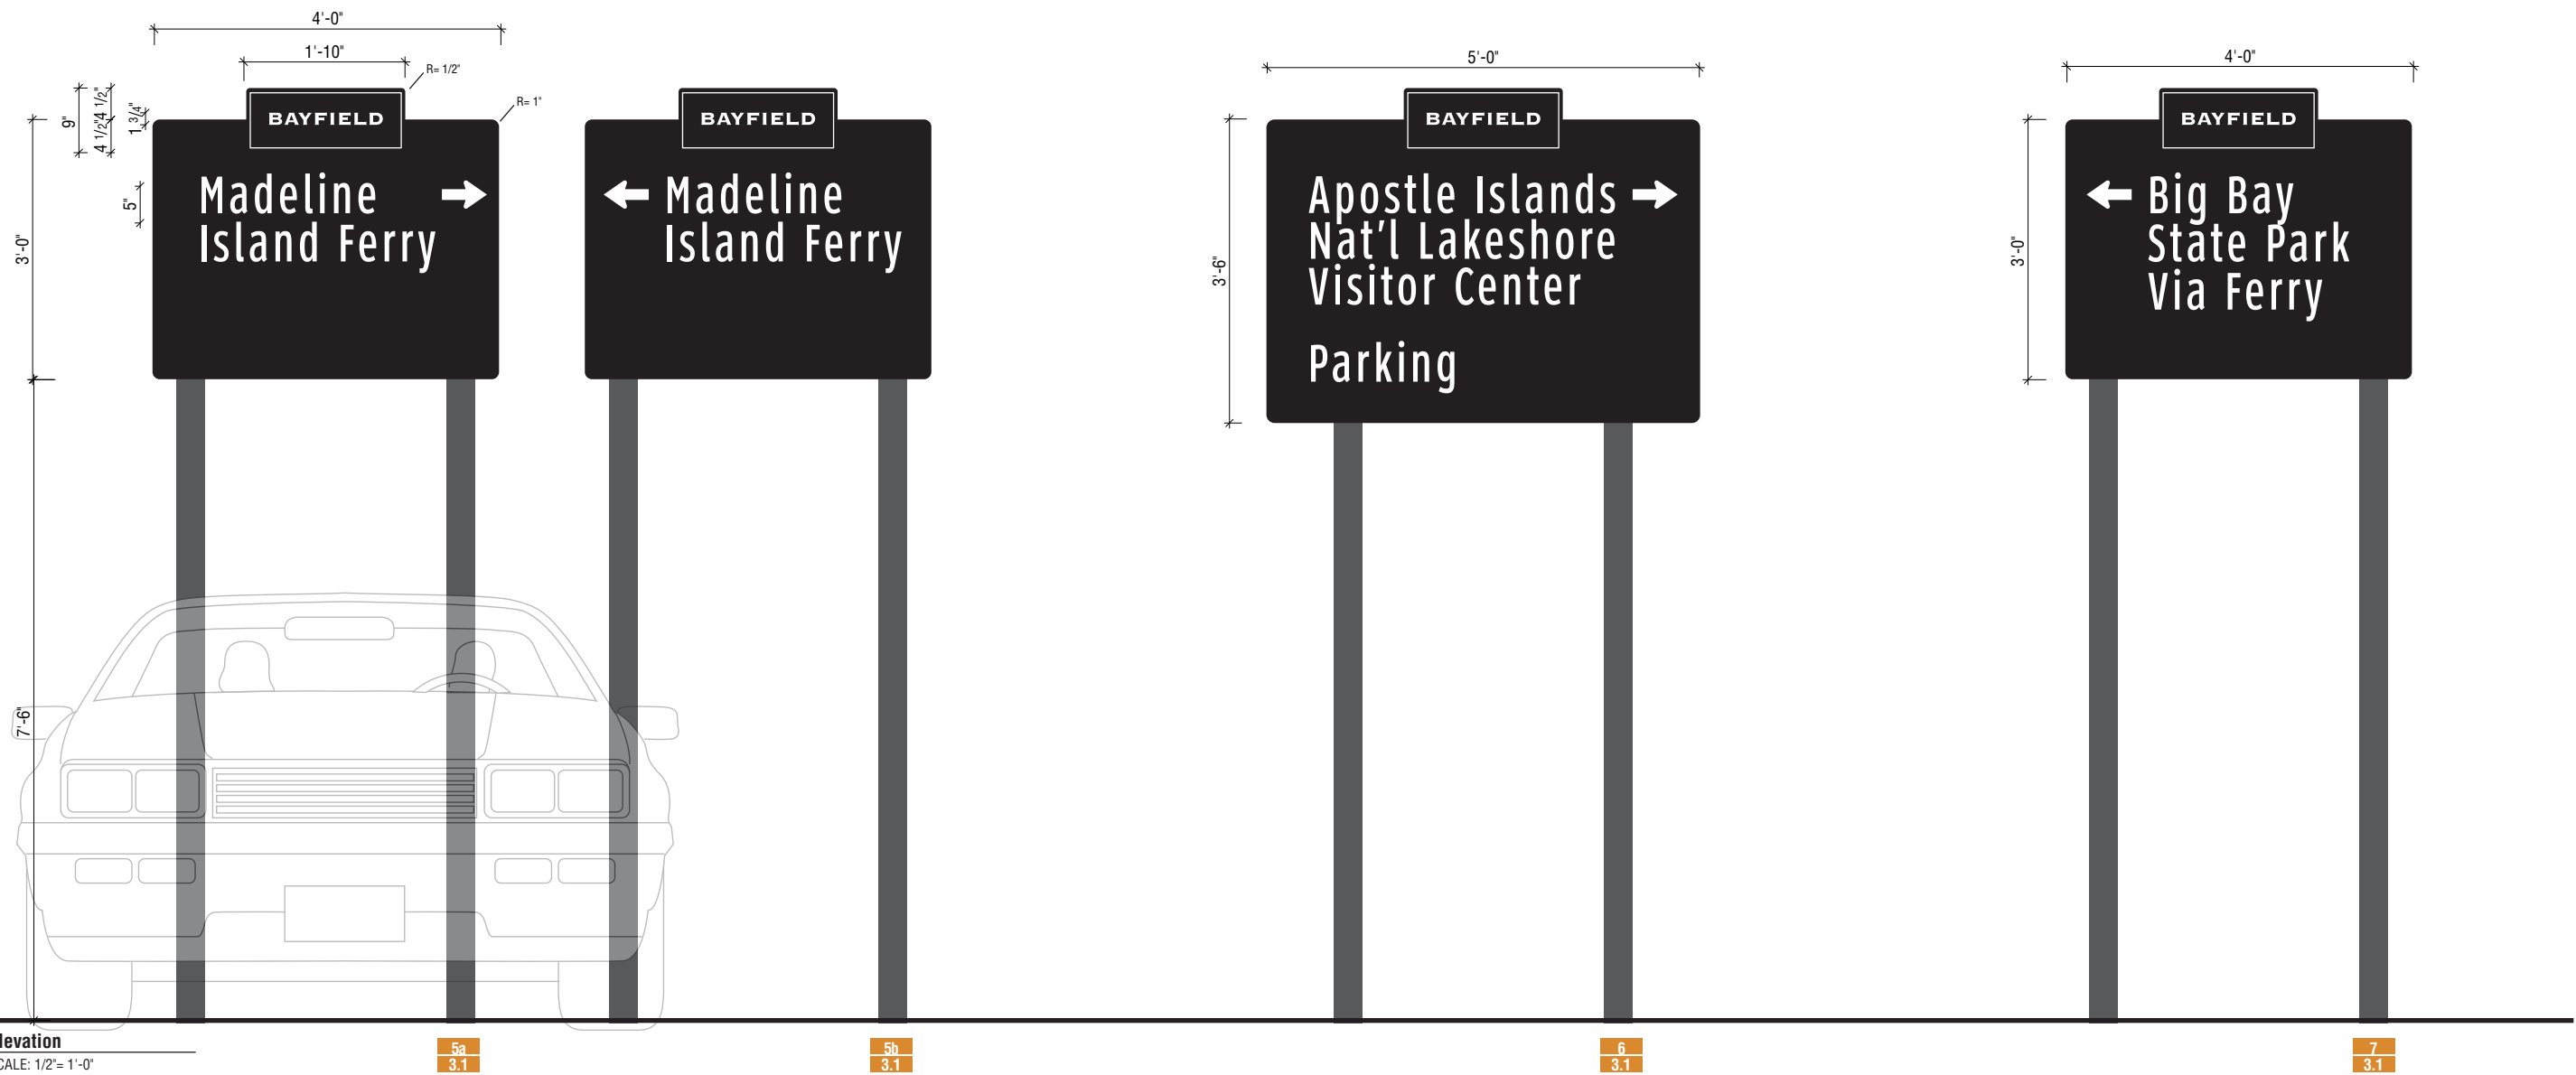 4'-0"
1'-10"
R= 1/2"
R= 1"
9"
4 1/2"
4 1/2"
1 3/4"
5"
3'-0"
7'-6"
BAYFIELD
Madeline
Island Ferry
BAYFIELD
Madeline
Island Ferry
5'-0"
3'-6"
BAYFIELD
Apostle Islands
Nat'l Lakeshore
Visitor Center
Parking
4'-0"
3'-0"
BAYFIELD
Big Bay
State Park
Via Ferry
levation
CALE: 1/2"= 1'-0"
5a
3.1
5b
3.1
6
3.1
7
3.1